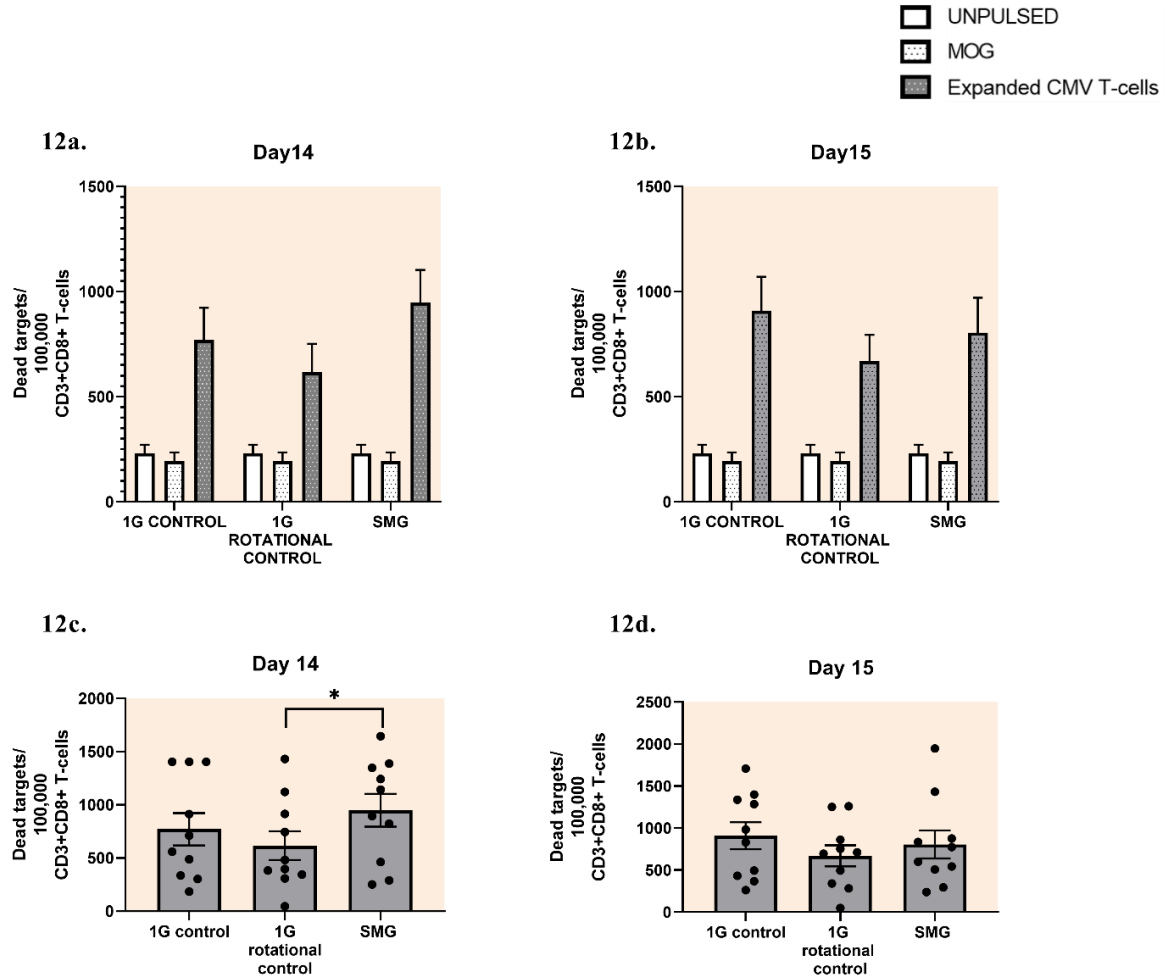 UNPULSED
MOG
Expanded CMV T-cells
12a.
Day14
Dead targets/
100,000
CD3+CD8+ T-cells
1500
1000
500
0
1G CONTROL
1G
ROTATIONAL
CONTROL
SMG
12b.
Day15
Dead targets/
100,000
CD3+CD8+ T-cells
1500
1000
500
0
1G CONTROL
1G
ROTATIONAL
CONTROL
SMG
12c.
Day 14
Dead targets/
100,000
CD3+CD8+ T-cells
2000
1500
1000
500
0
*
1G control
1G
rotational
control
SMG
12d.
Day 15
Dead targets/
100,000
CD3+CD8+ T-cells
2500
2000
1500
1000
500
0
1G control
1G
rotational
control
SMG